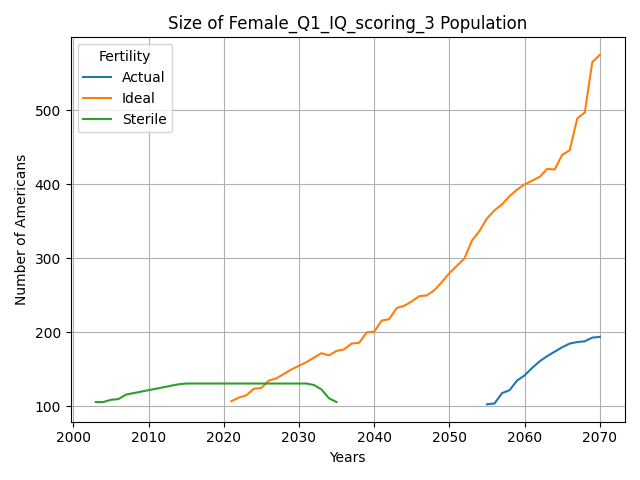 Size of Female_Q1_IQ_scoring_3 Population
Fertility
Actual
Ideal
Sterile
Number of Americans
500
400
300
200
100
2000 2010 2020 2030 2040 2050 2060 2070
Years